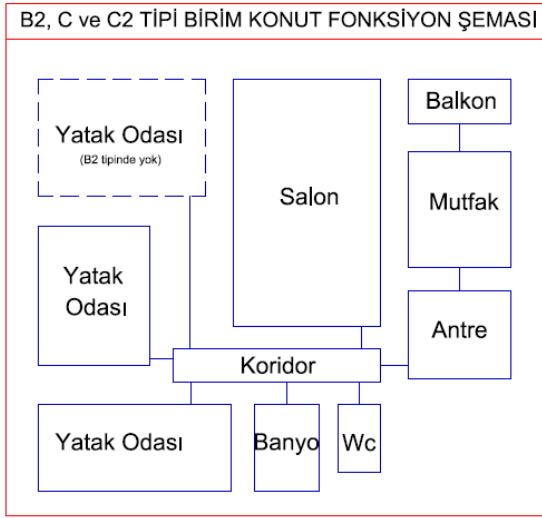 B2, C ve C2 TİPİ BİRİM KONUT FONKSİYON ŞEMASI
Yatak Odası
(B2 tipinde yok)
Salon
Balkon
Mutfak
Yatak
Odası
Antre
Koridor
Yatak Odası
Banyo
Wc